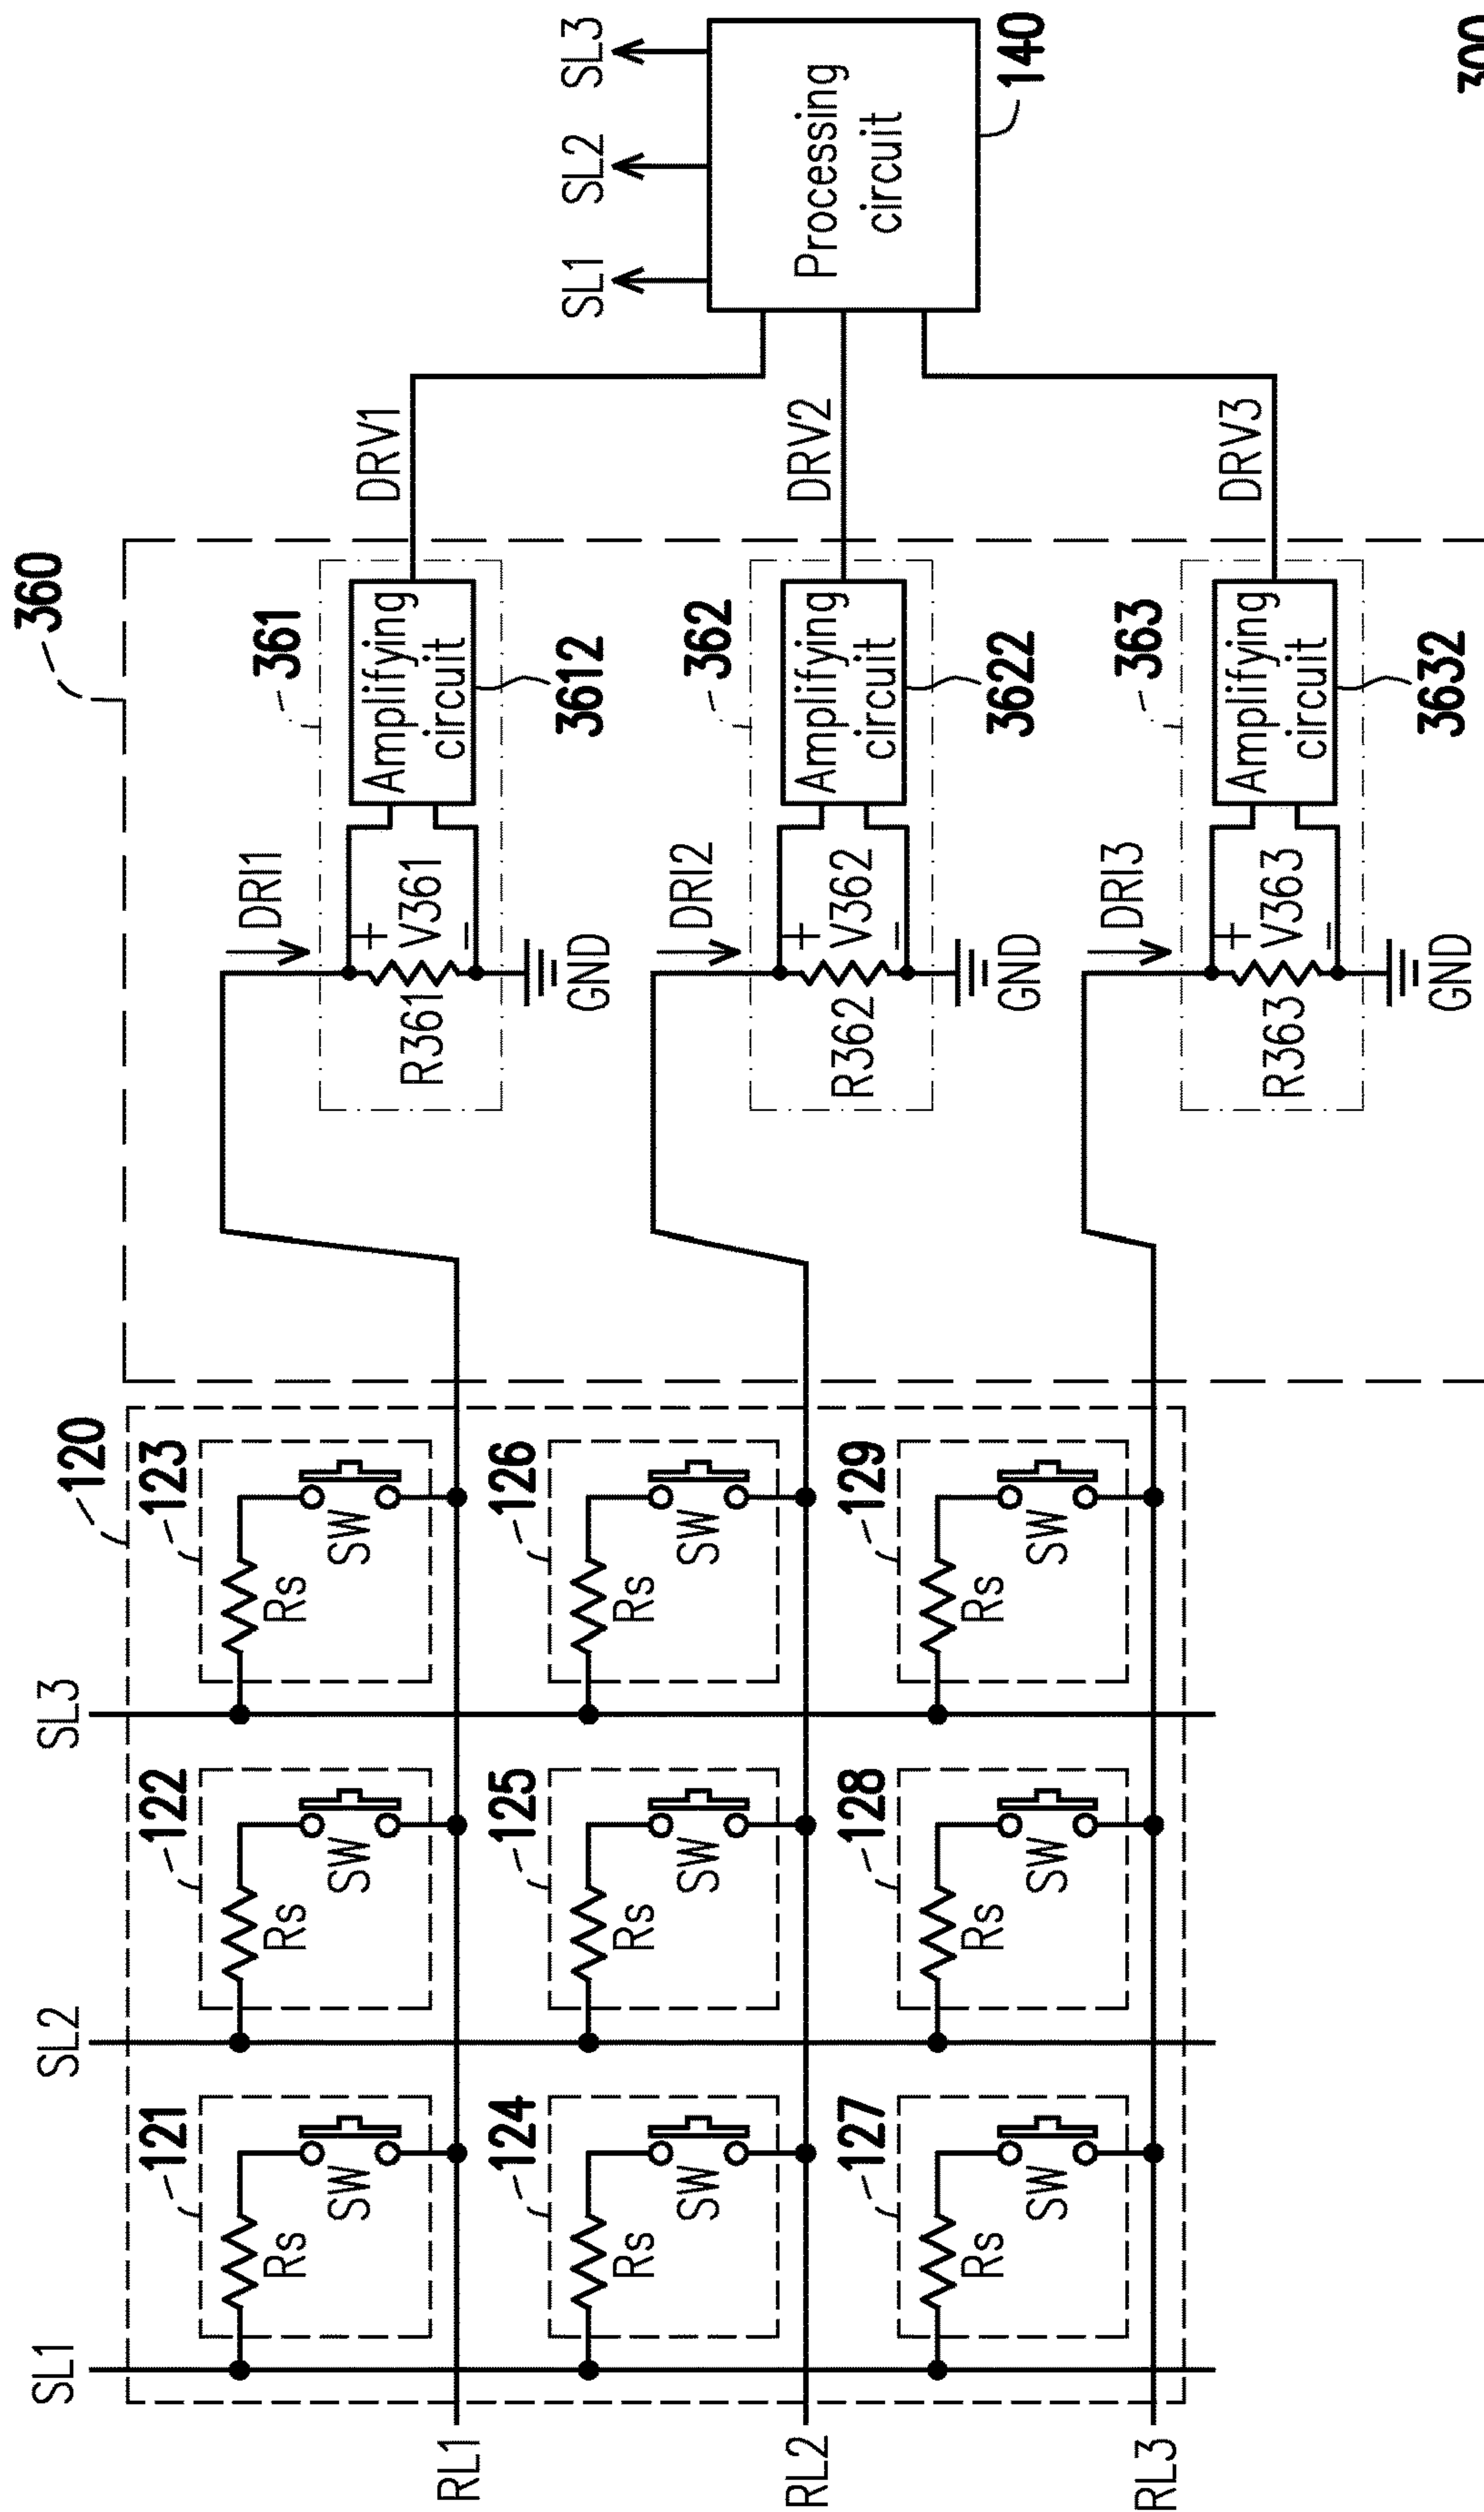 300
360
120
SL1
SL2
SL3
121
122
123
Rs
Rs
Rs
SW
SW
SW
RL1
124
125
126
Rs
Rs
Rs
SW
SW
SW
RL2
127
128
129
Rs
Rs
Rs
SW
SW
SW
RL3
DRI1
361
R361
+
V361
−
GND
Amplifying
circuit
3612
DRV1
DRI2
362
R362
+
V362
−
GND
Amplifying
circuit
3622
DRV2
DRI3
363
R363
+
V363
−
GND
Amplifying
circuit
3632
DRV3
SL1
SL2
SL3
Processing
circuit
140